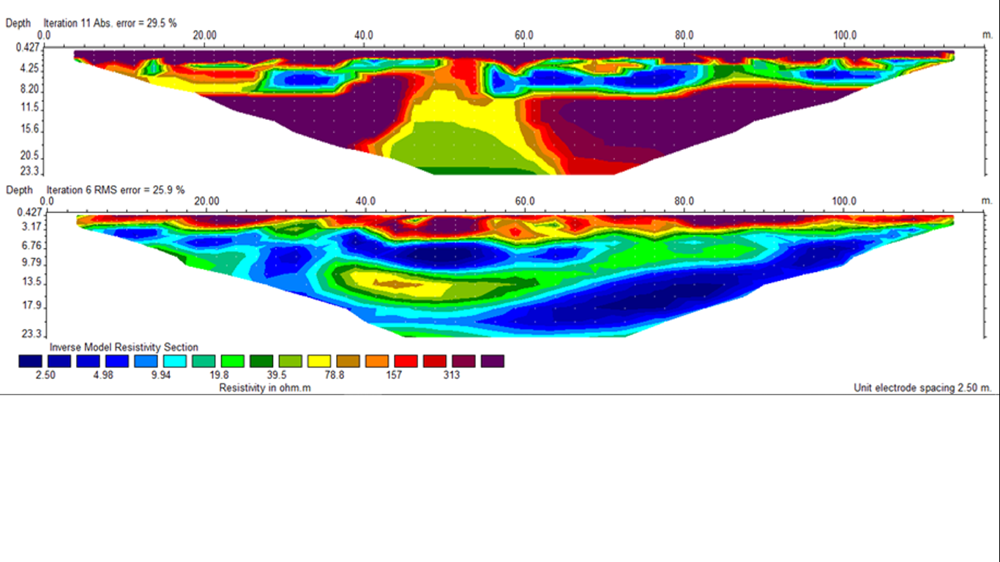 Depth Iteration 11 Abs. error = 29.5 %
0.0 20.00 40.0 60.0 80.0 100.0 m.
0.427
4.25
8.20
11.5
15.6
20.5
23.3
Depth Iteration 6 RMS error = 25.9 %
0.0 20.00 40.0 60.0 80.0 100.0 m.
0.427
3.17
6.76
9.79
13.5
17.9
23.3
Inverse Model Resistivity Section
2.50 4.98 9.94 19.8 39.5 78.8 157 313
Resistivity in ohm.m Unit electrode spacing 2.50 m.